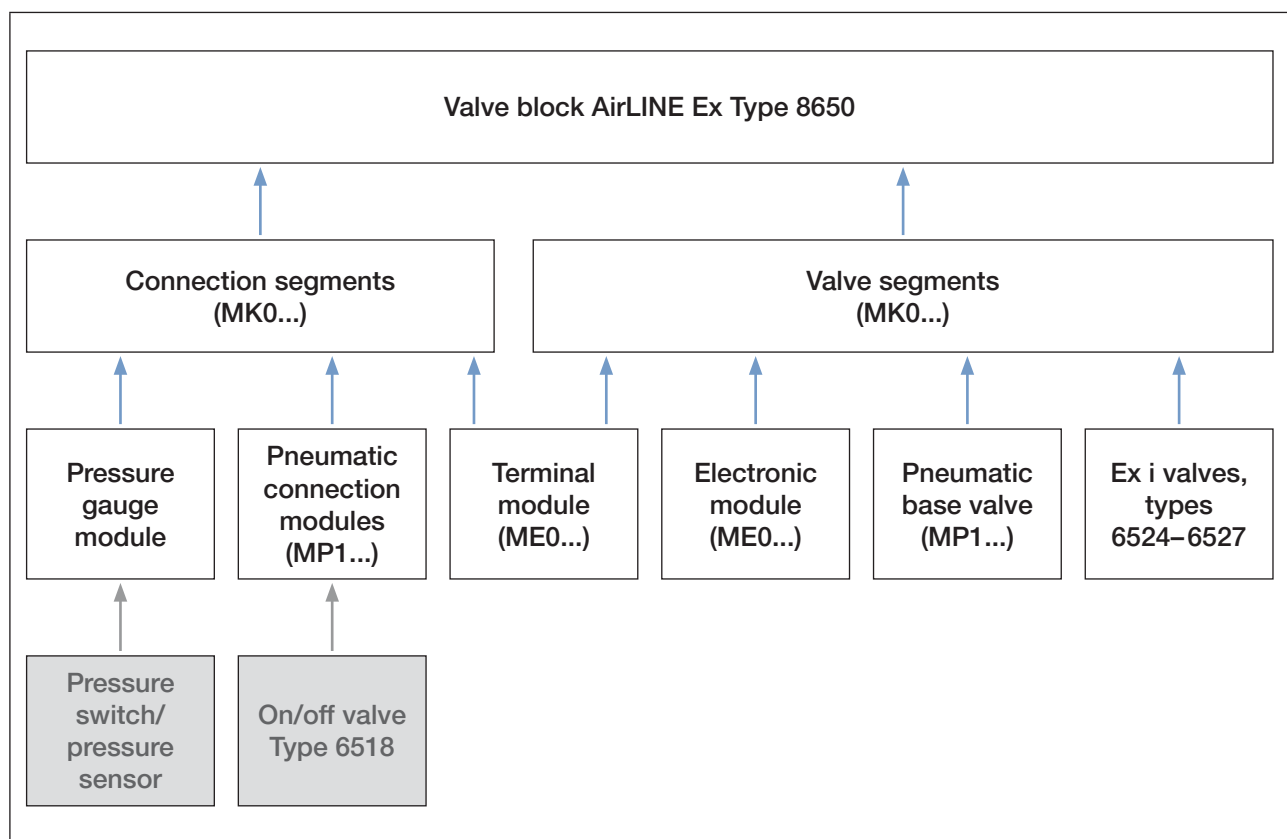 Valve block AirLINE Ex Type 8650
Connection segments
(MK0...)
Valve segments
(MK0...)
Pressure
gauge
module
Pneumatic
connection
modules
(MP1...)
Terminal
module
(ME0...)
Electronic
module
(ME0...)
Pneumatic
base valve
(MP1...)
Ex i valves,
types
6524–6527
Pressure
switch/
pressure
sensor
On/off valve
Type 6518